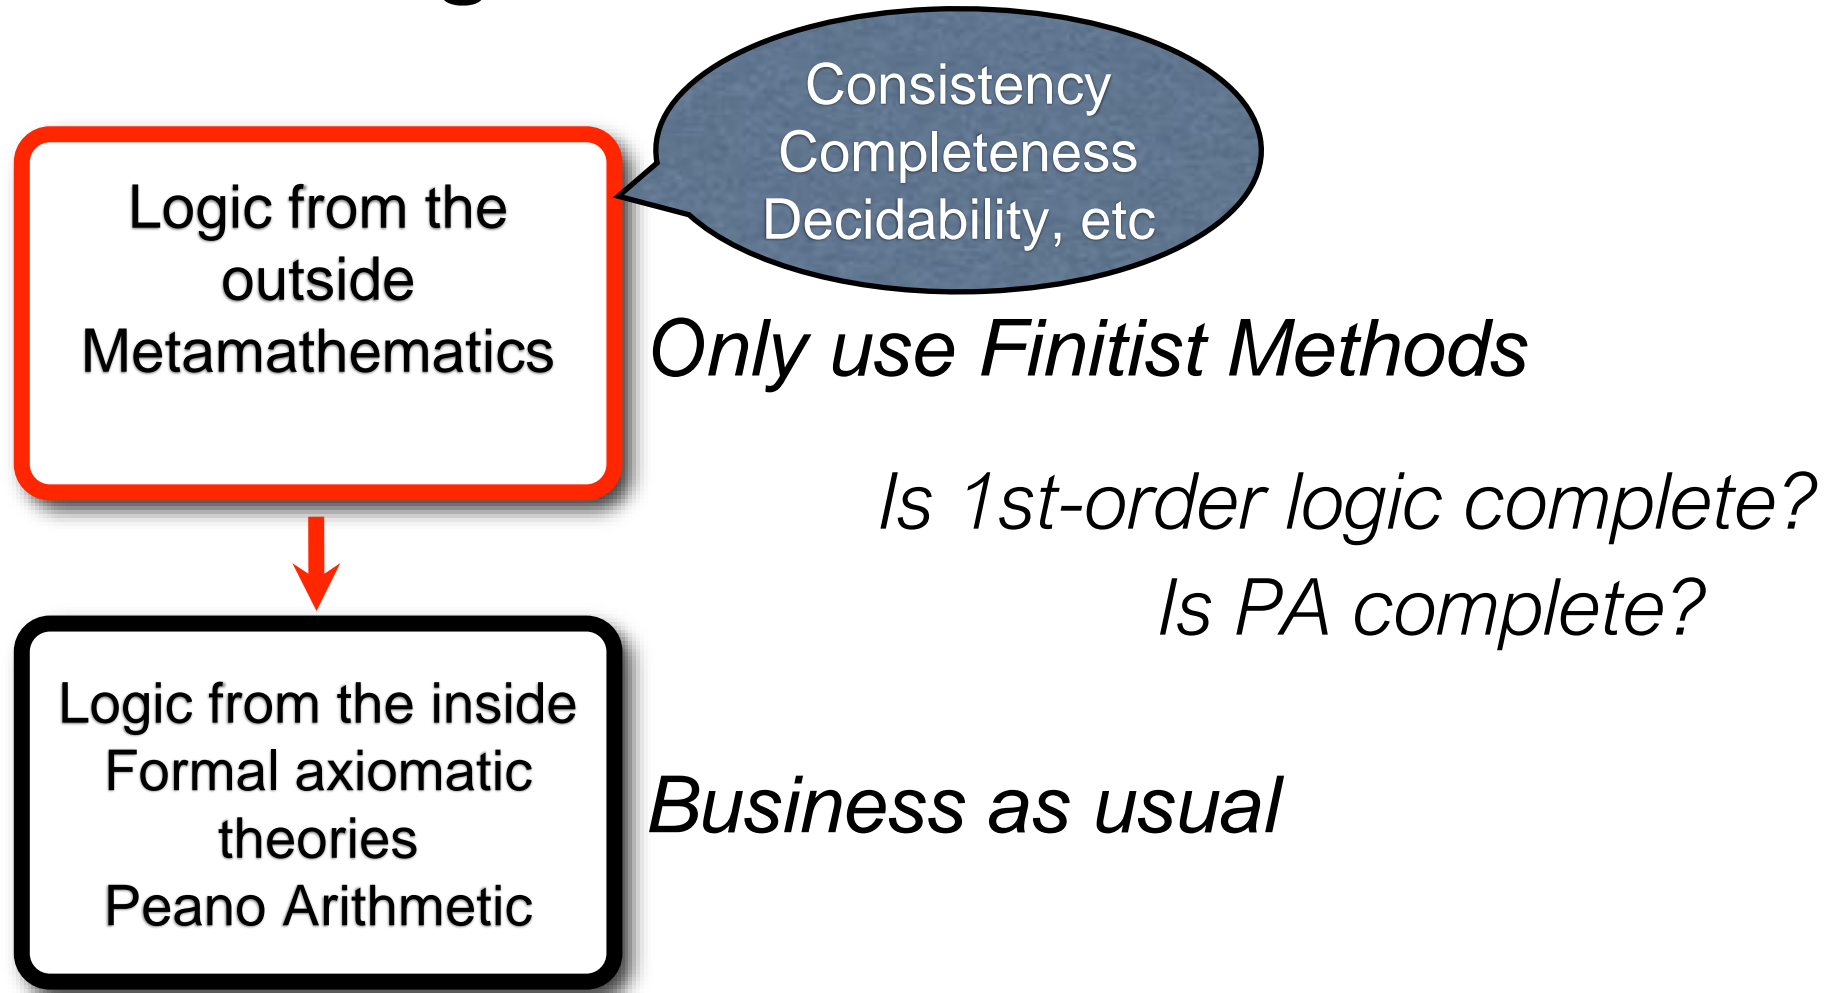 Consistency
Completeness
Decidability, etc
Logic from the
outside
Metamathematics
Only use Finitist Methods
Is 1st-order logic complete?
Is PA complete?
Logic from the inside
Formal axiomatic
theories
Peano Arithmetic
Business as usual